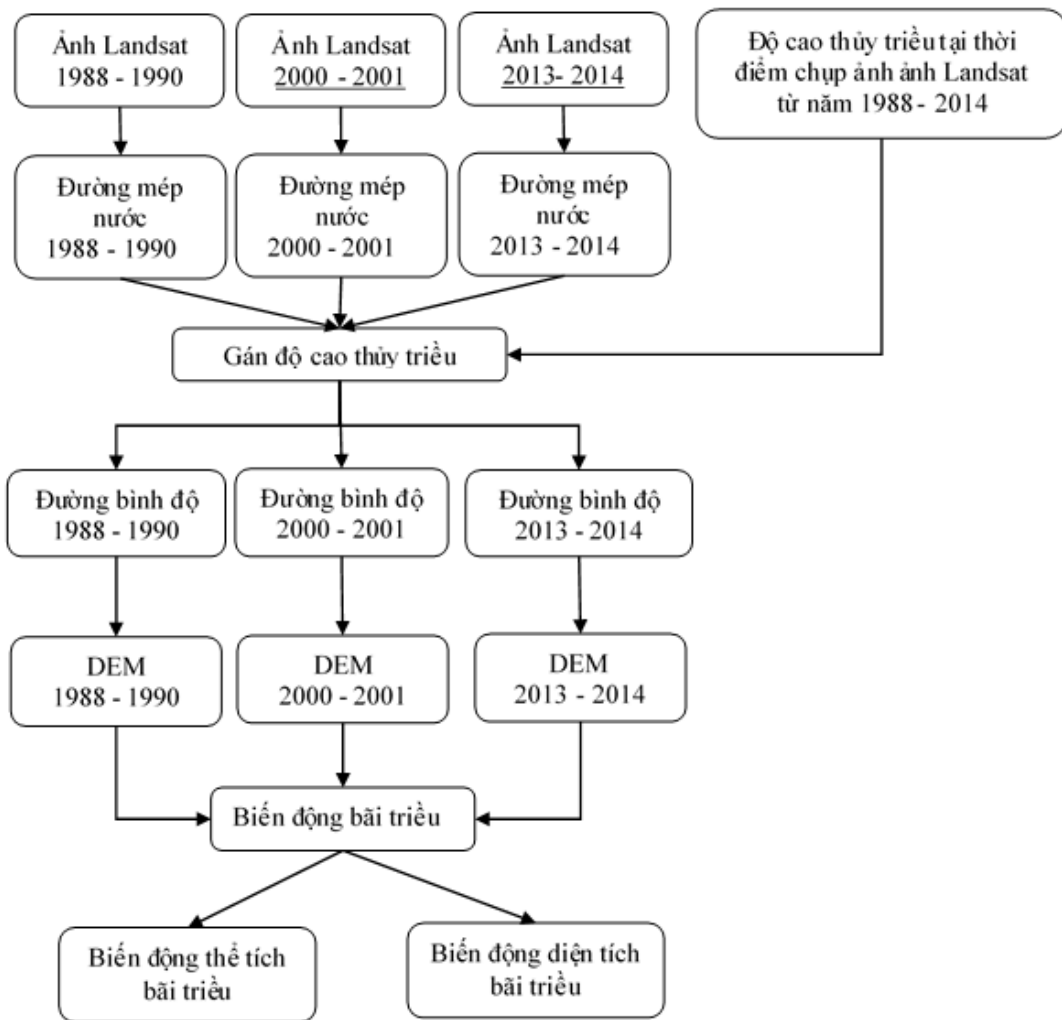 Ảnh Landsat
1988 - 1990
Ảnh Landsat
2000 - 2001
Ảnh Landsat
2013- 2014
Độ cao thủy triều tại thời
điểm chụp ảnh ảnh Landsat
từ năm 1988 - 2014
Đường mép
nước
1988 - 1990
Đường mép
nước
2000 - 2001
Đường mép
nước
2013 - 2014
Gán độ cao thủy triều
Đường bình độ
1988 - 1990
Đường bình độ
2000 - 2001
Đường bình độ
2013 - 2014
DEM
1988 - 1990
DEM
2000 - 2001
DEM
2013 - 2014
Biến động bãi triều
Biến động thể tích
bãi triều
Biến động diện tích
bãi triều